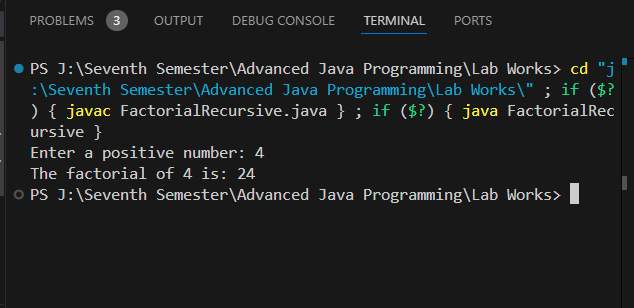 PROBLEMS 3 OUTPUT DEBUG CONSOLE TERMINAL PORTS
PS J:\Seventh Semester\Advanced Java Programming\Lab Works> cd "j
:\Seventh Semester\Advanced Java Programming\Lab Works\" ; if ($?
) { javac FactorialRecursive.java } ; if ($?) { java FactorialRec
ursive }
Enter a positive number: 4
The factorial of 4 is: 24
PS J:\Seventh Semester\Advanced Java Programming\Lab Works>